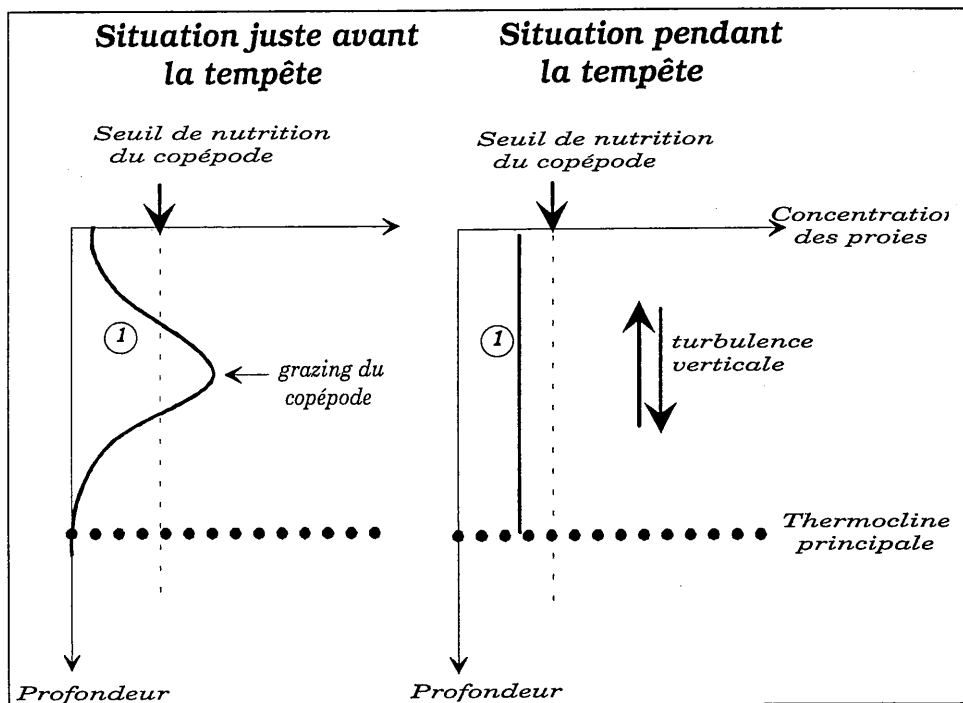 Situation juste avant
la tempête
Situation pendant
la tempête
Seuil de nutrition
du copépode
Seuil de nutrition
du copépode
Concentration
des proies
1
grazing du
copépode
1
turbulence
verticale
Thermocline
principale
Profondeur
Profondeur